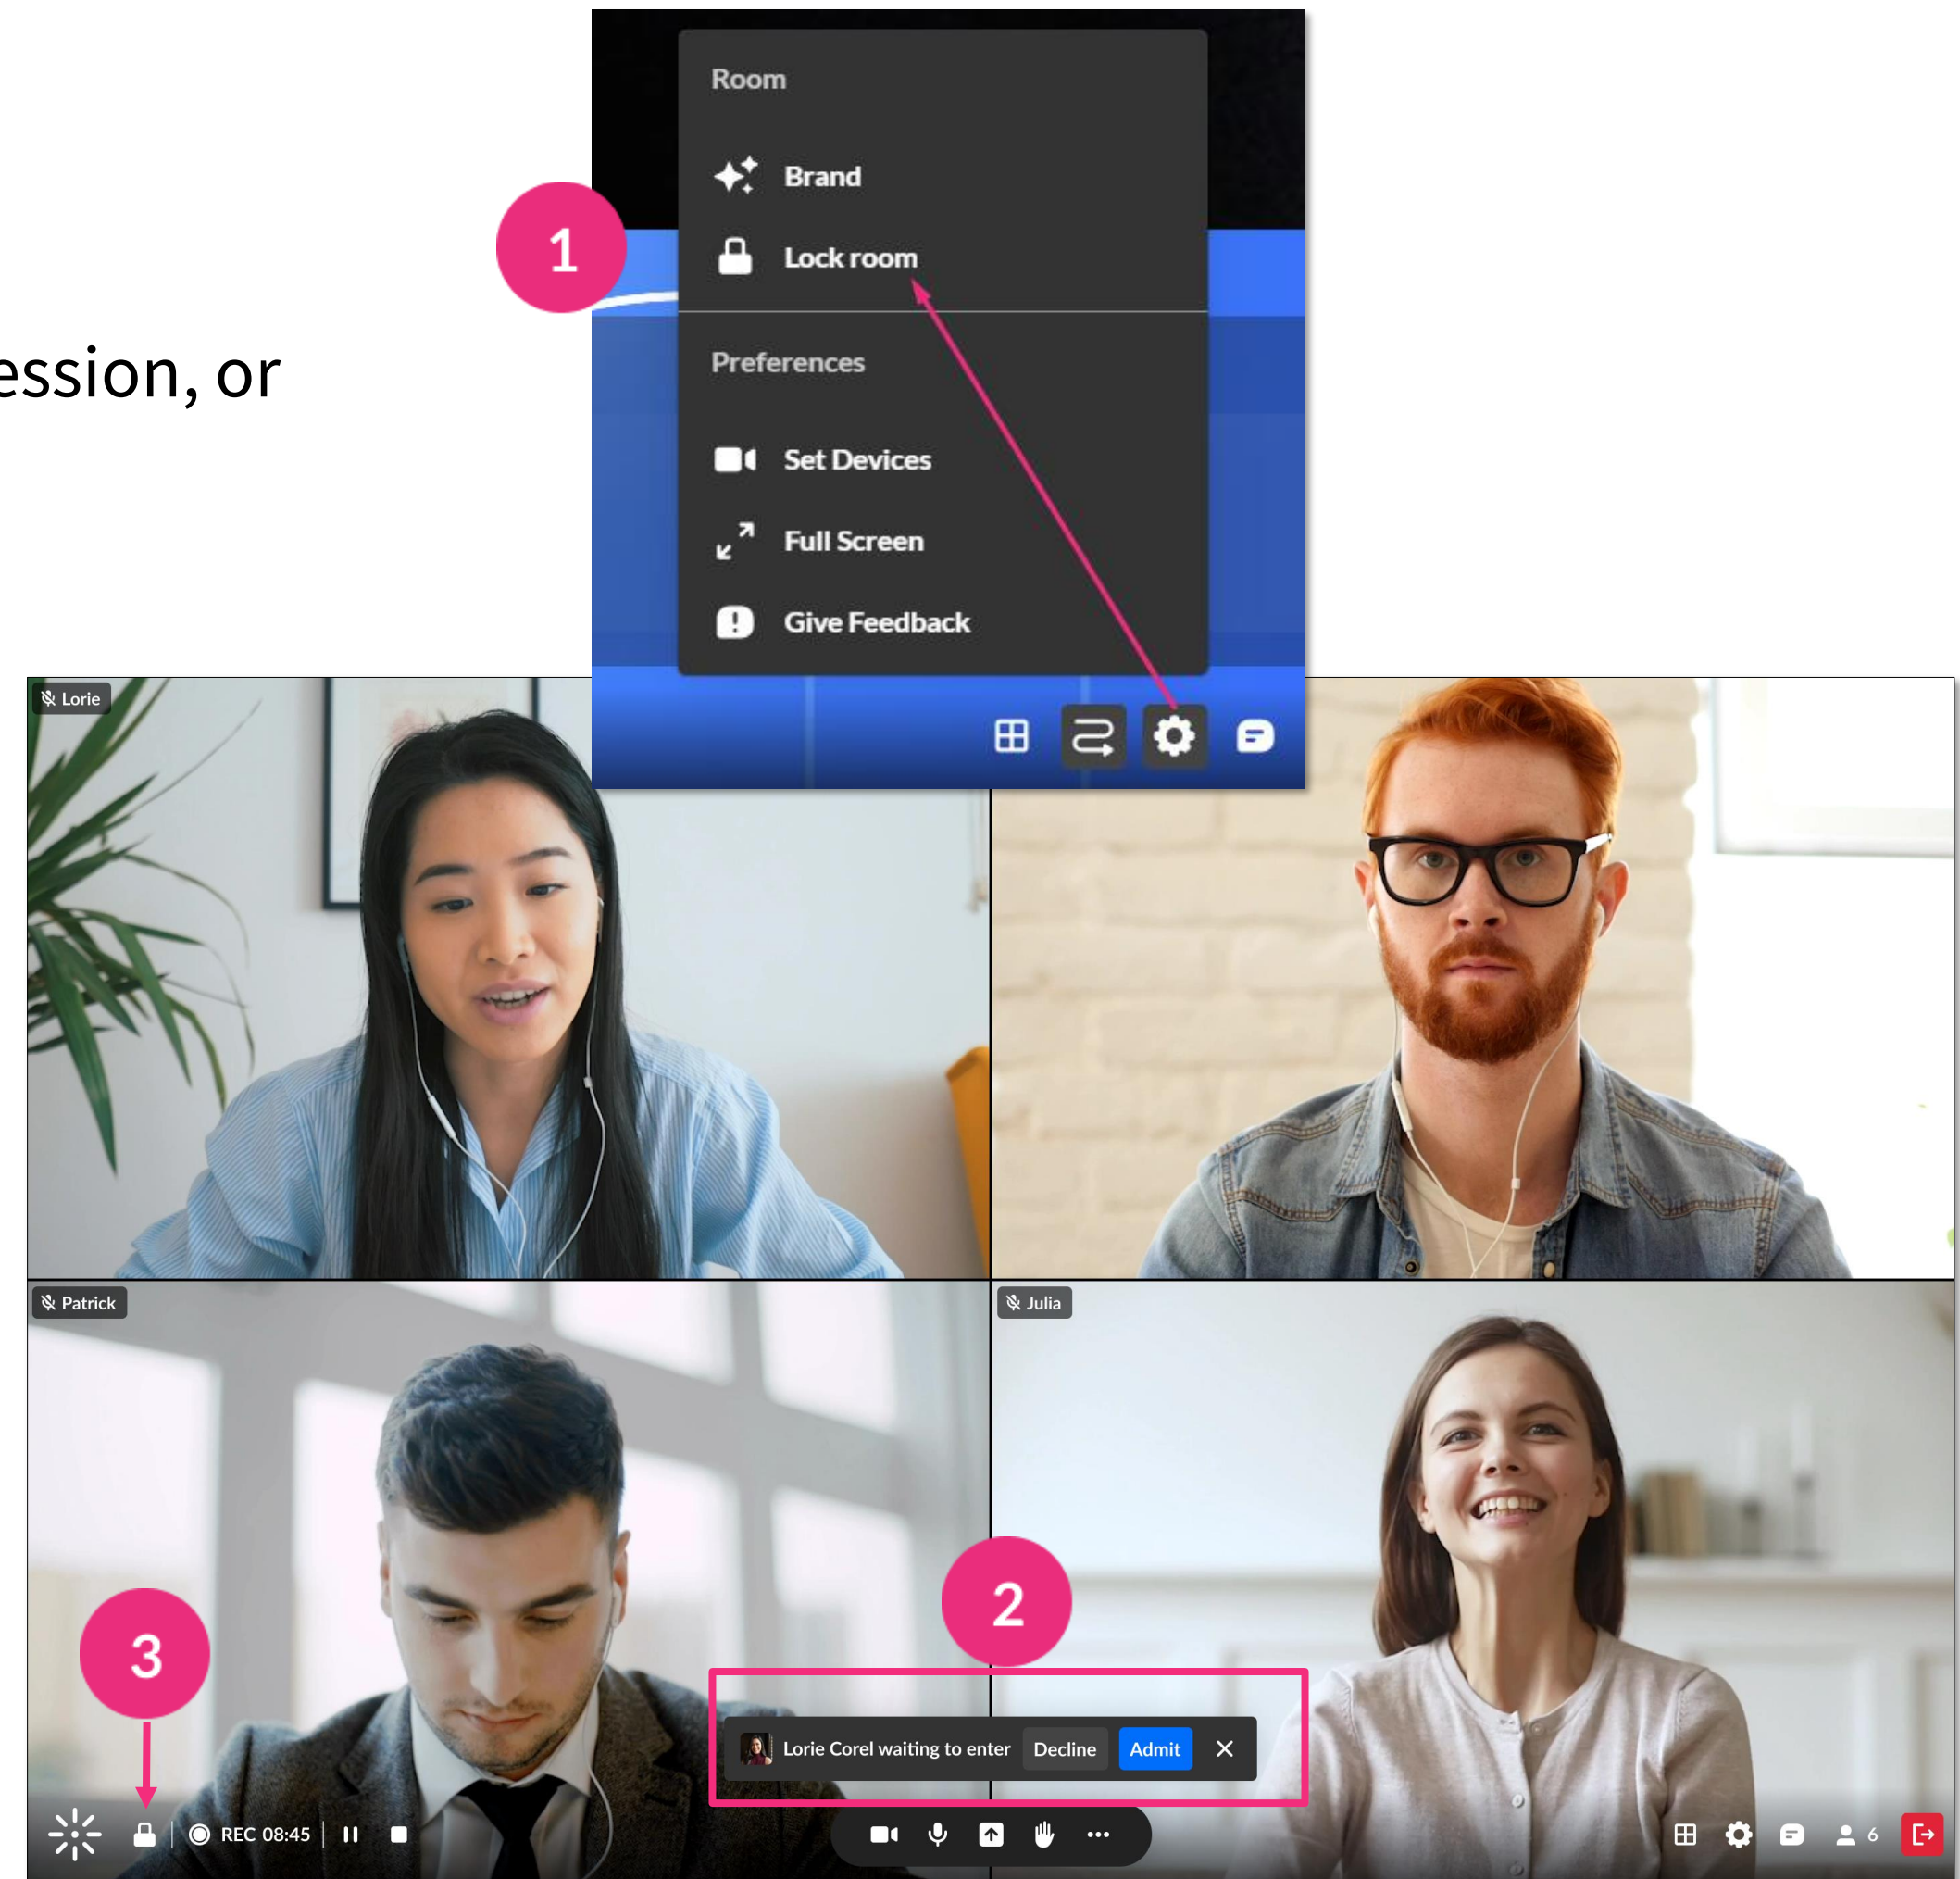 Room
Brand
1
Lock room
ession, or
Preferences
Set Devices
Full Screen
Give Feedback
Lorie
Patrick
Julia
2
3
Lorie Corel waiting to enter Decline Admit
REC 08:45
6